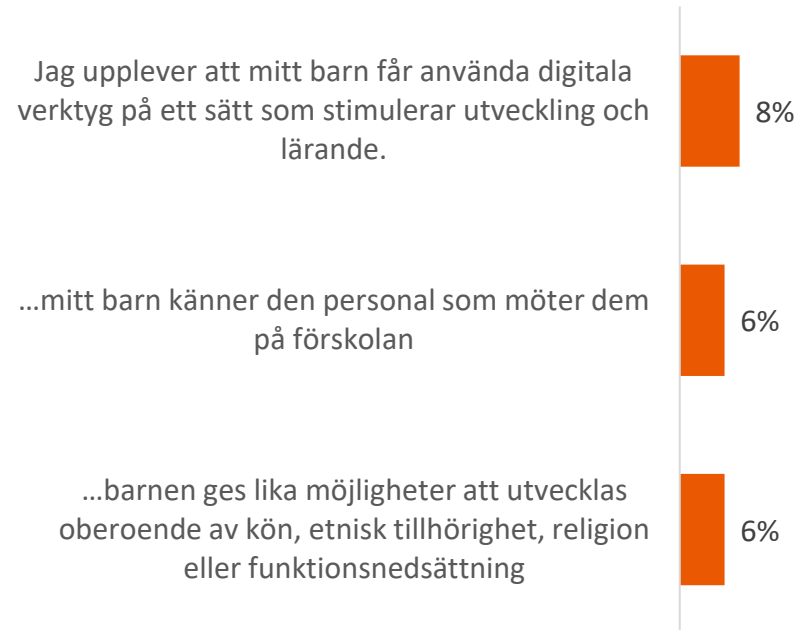 Jag upplever att mitt barn får använda digitala
verktyg på ett sätt som stimulerar utveckling och
lärande.
8%
…mitt barn känner den personal som möter dem
på förskolan
6%
…barnen ges lika möjligheter att utvecklas
oberoende av kön, etnisk tillhörighet, religion
eller funktionsnedsättning
6%